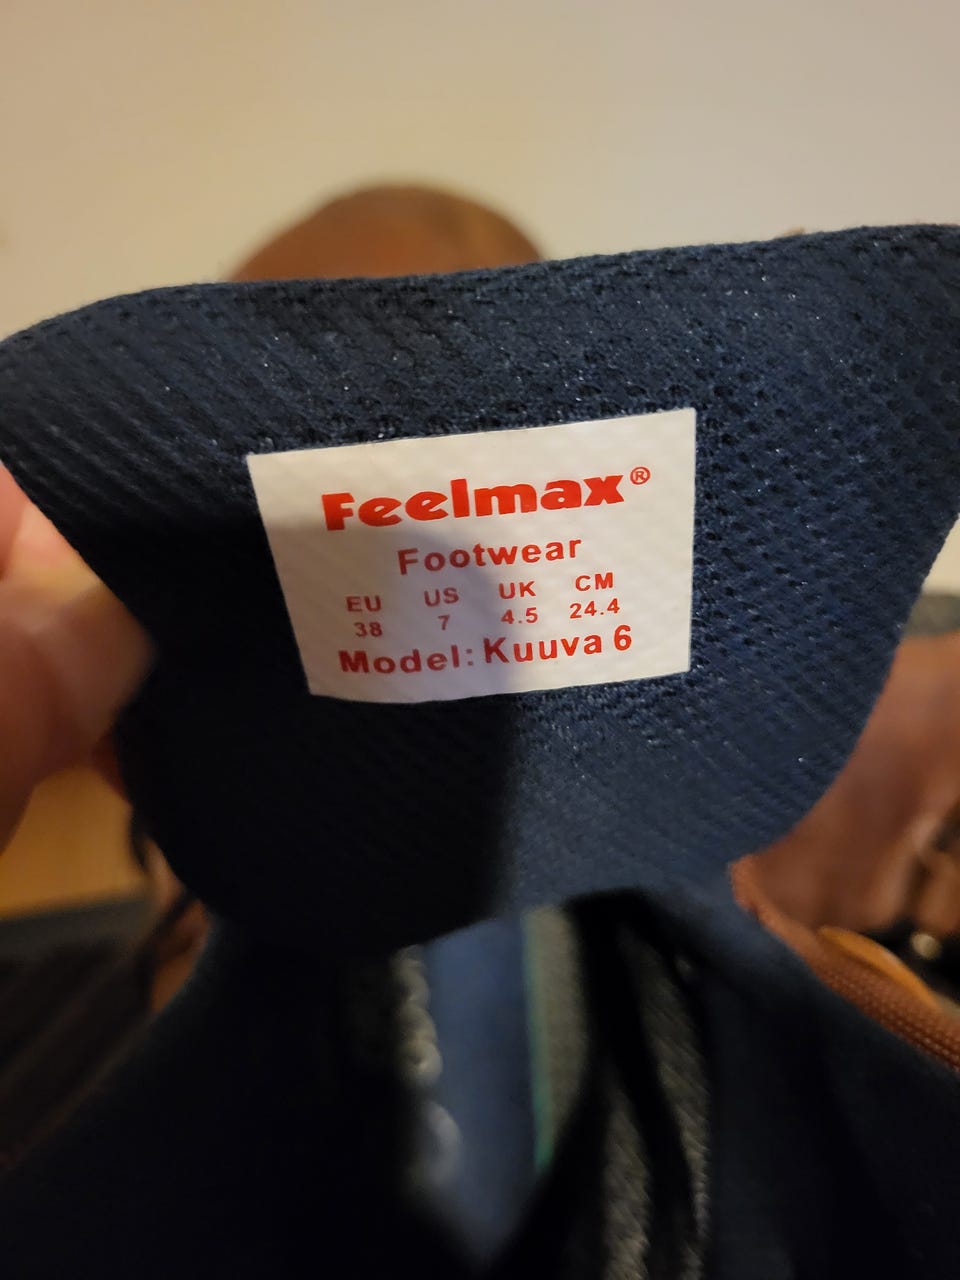 Feelmax®
Footwear
EU US UK CM
38 7 4.5 24.4
Model: Kuuva 6